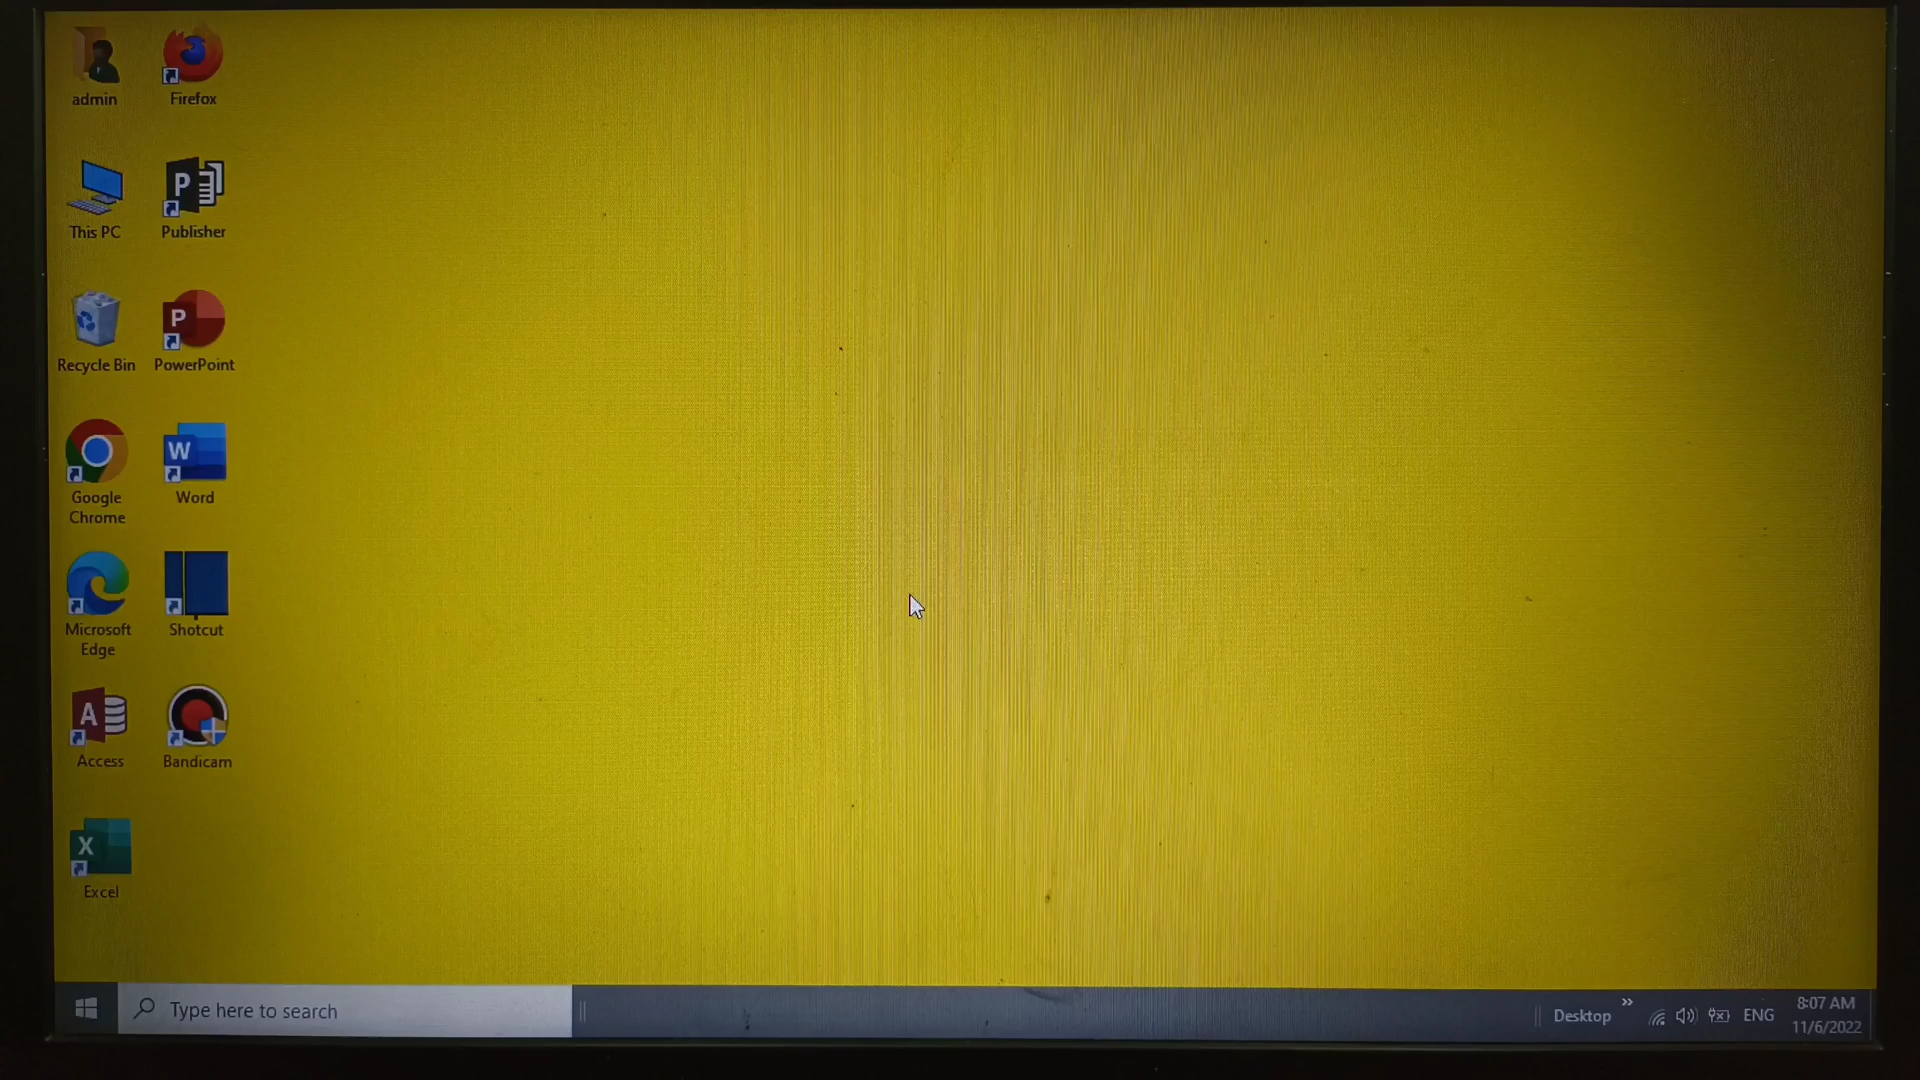 admin
Firefox
This PC
Publisher
Recycle Bin
PowerPoint
Google
Chrome
Word
Microsoft
Edge
Shotcut
Access
Bandicam
Excel
Type here to search
Desktop
ENG
8:07 AM
11/6/2022